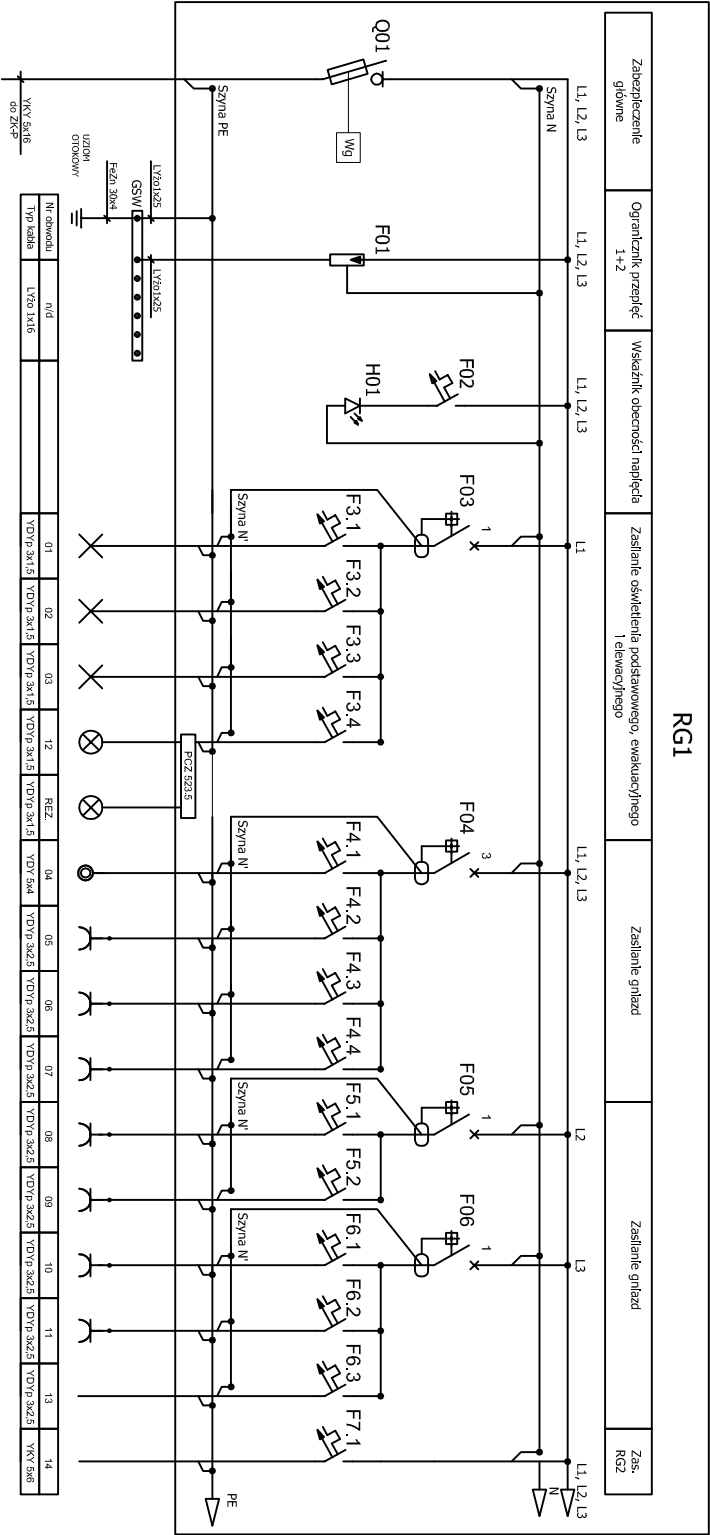 RG1
Zabezpieczenie
główne
Ogranicznik przepięć
1+2
Wskaźnik obecności napięcia
Zasilanie oświetlenia podstawowego, ewakuacyjnego
i elewacyjnego
Zasilanie gniazd
Zasilanie gniazd
Zas.
RG2
L1, L2, L3
L1, L2, L3
L1, L2, L3
L1
L1, L2, L3
L2
L3
L1, L2, L3
Szyna N
N
Q01
Wg
F01
F02
H01
F03
1
F04
3
F05
1
F06
1
F3.1
F3.2
F3.3
F3.4
F4.1
F4.2
F4.3
F4.4
F5.1
F5.2
F6.1
F6.2
F6.3
F7.1
Szyna N'
Szyna N'
Szyna N'
Szyna N'
Szyna PE
PE
PCZ 523.5
LYżo1x25
LYżo1x25
GSW
FeZn 30x4
UZIOM
OTOKOWY
YKY 5x16
do ZK-P
Nr obwodu
n/d
01
02
03
12
REZ.
04
05
06
07
08
09
10
11
13
14
Typ kabla
LYżo 1x16
YDYp 3x1,5
YDYp 3x1,5
YDYp 3x1,5
YDYp 3x1,5
YDYp 3x1,5
YDY 5x4
YDYp 3x2,5
YDYp 3x2,5
YDYp 3x2,5
YDYp 3x2,5
YDYp 3x2,5
YDYp 3x2,5
YDYp 3x2,5
YDYp 3x2,5
YKY 5x6